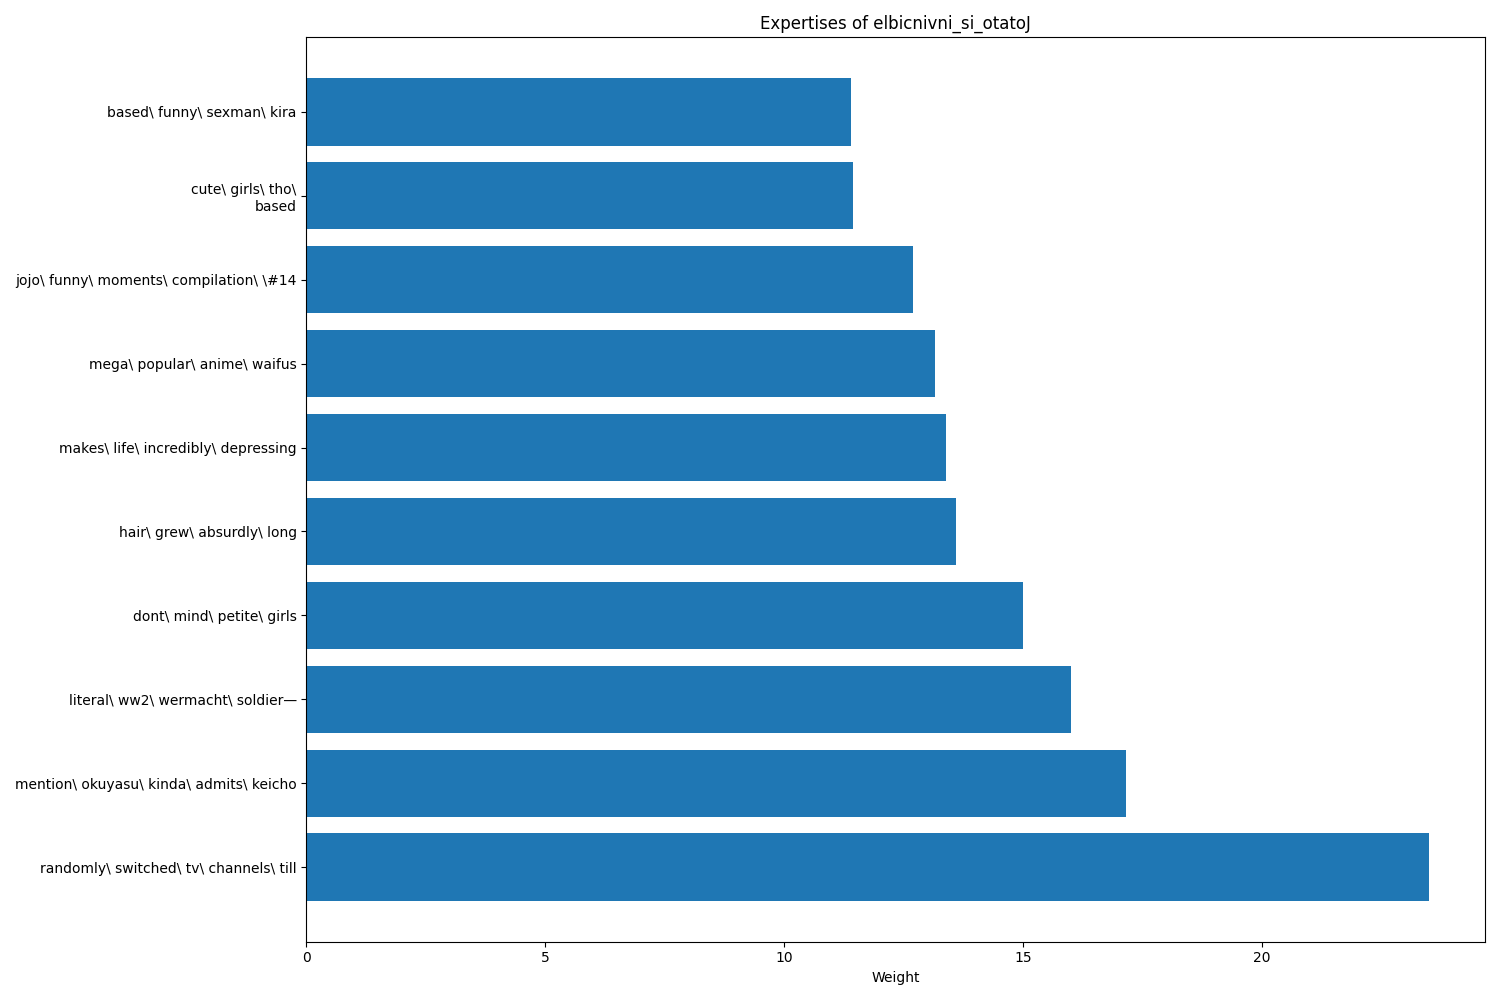 Expertises of elbicnivni_si_otatoJ
based\ funny\ sexman\ kira
cute\ girls\ tho\
based
jojo\ funny\ moments\ compilation\ \#14
mega\ popular\ anime\ waifus
makes\ life\ incredibly\ depressing
hair\ grew\ absurdly\ long
dont\ mind\ petite\ girls
literal\ ww2\ wermacht\ soldier—
mention\ okuyasu\ kinda\ admits\ keicho
randomly\ switched\ tv\ channels\ till
0 5 10 15 20
Weight